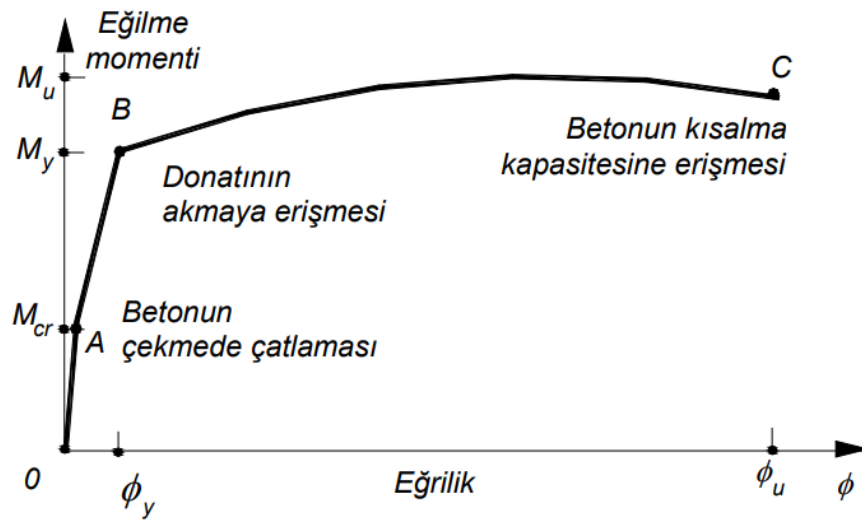 Eğilme
momenti
M_u
C
B
Betonun kısalma
kapasitesine erişmesi
M_y
Donatının
akmaya erişmesi
M_cr
A
Betonun
çekmede çatlaması
0
ϕ_y
Eğrilik
ϕ_u
ϕ